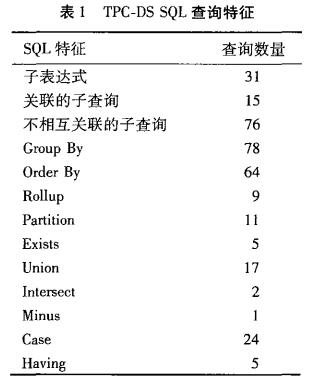 表 1 TPC-DS SQL 查询特征
SQL 特征 查询数量
子表达式 31
关联的子查询 15
不相互关联的子查询 76
Group By 78
Order By 64
Rollup 9
Partition 11
Exists 5
Union 17
Intersect 2
Minus 1
Case 24
Having 5